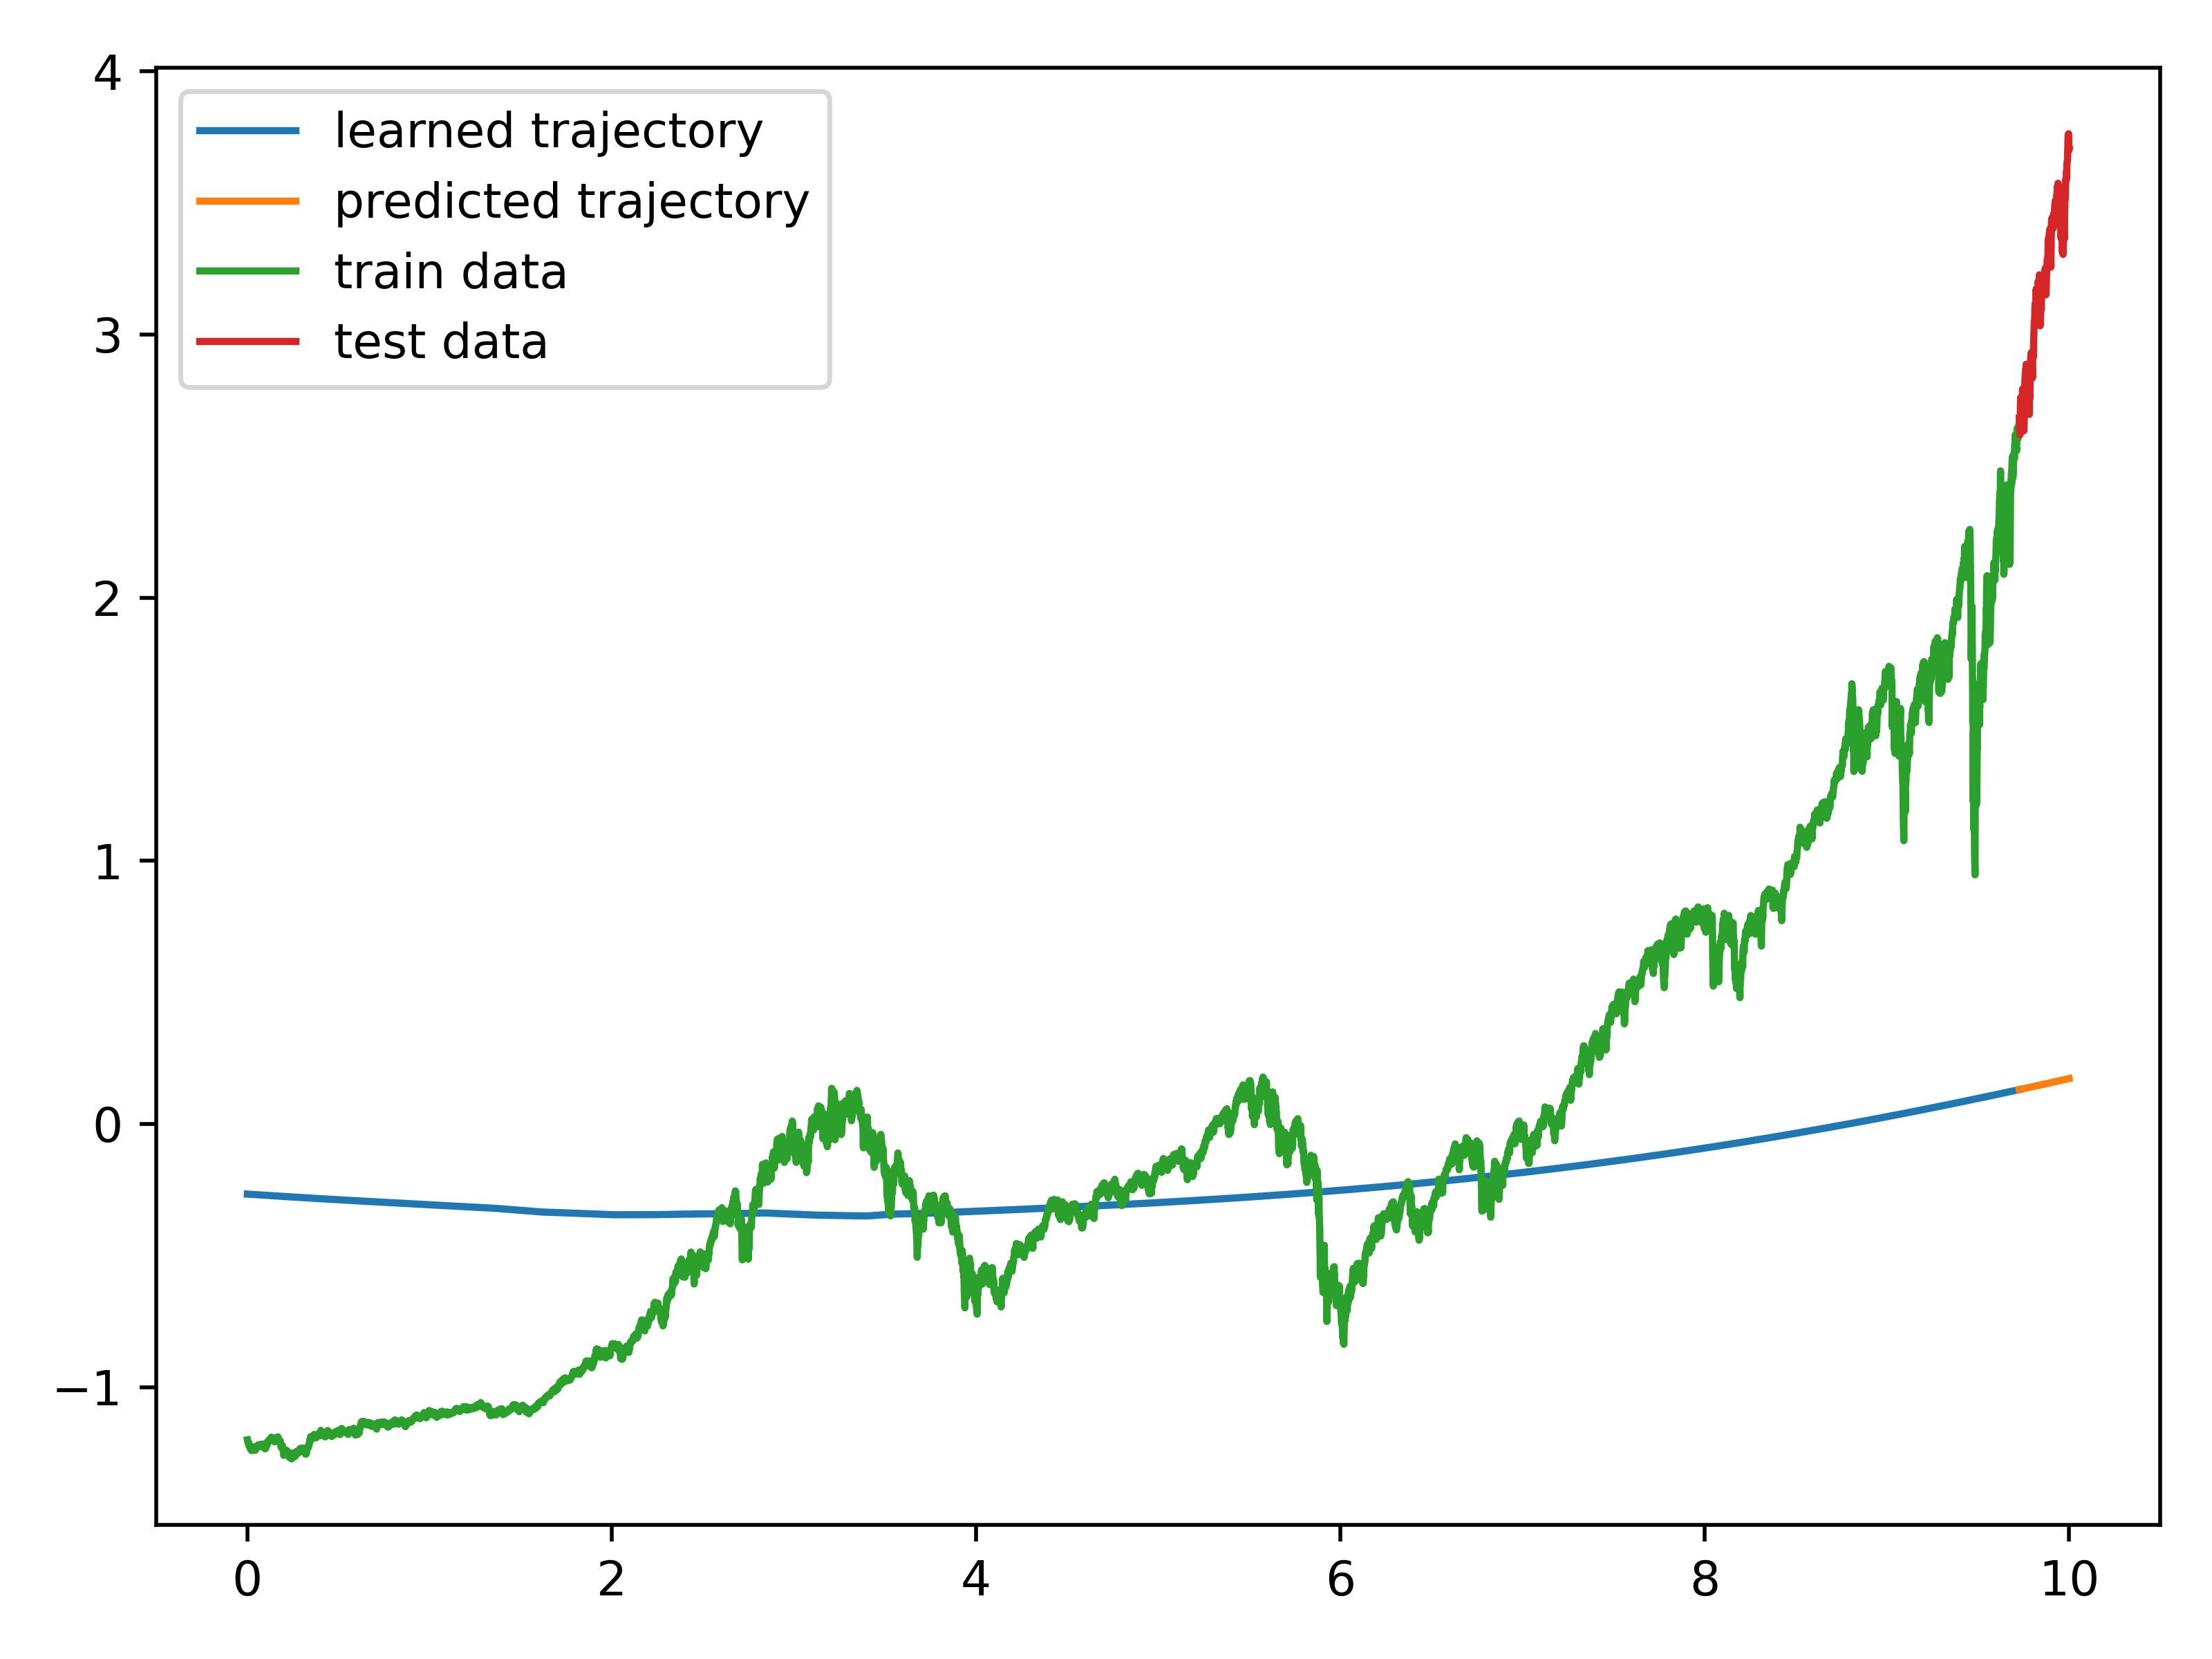 learned trajectory
predicted trajectory
train data
test data
4
3
2
1
0
−1
0 2 4 6 8 10